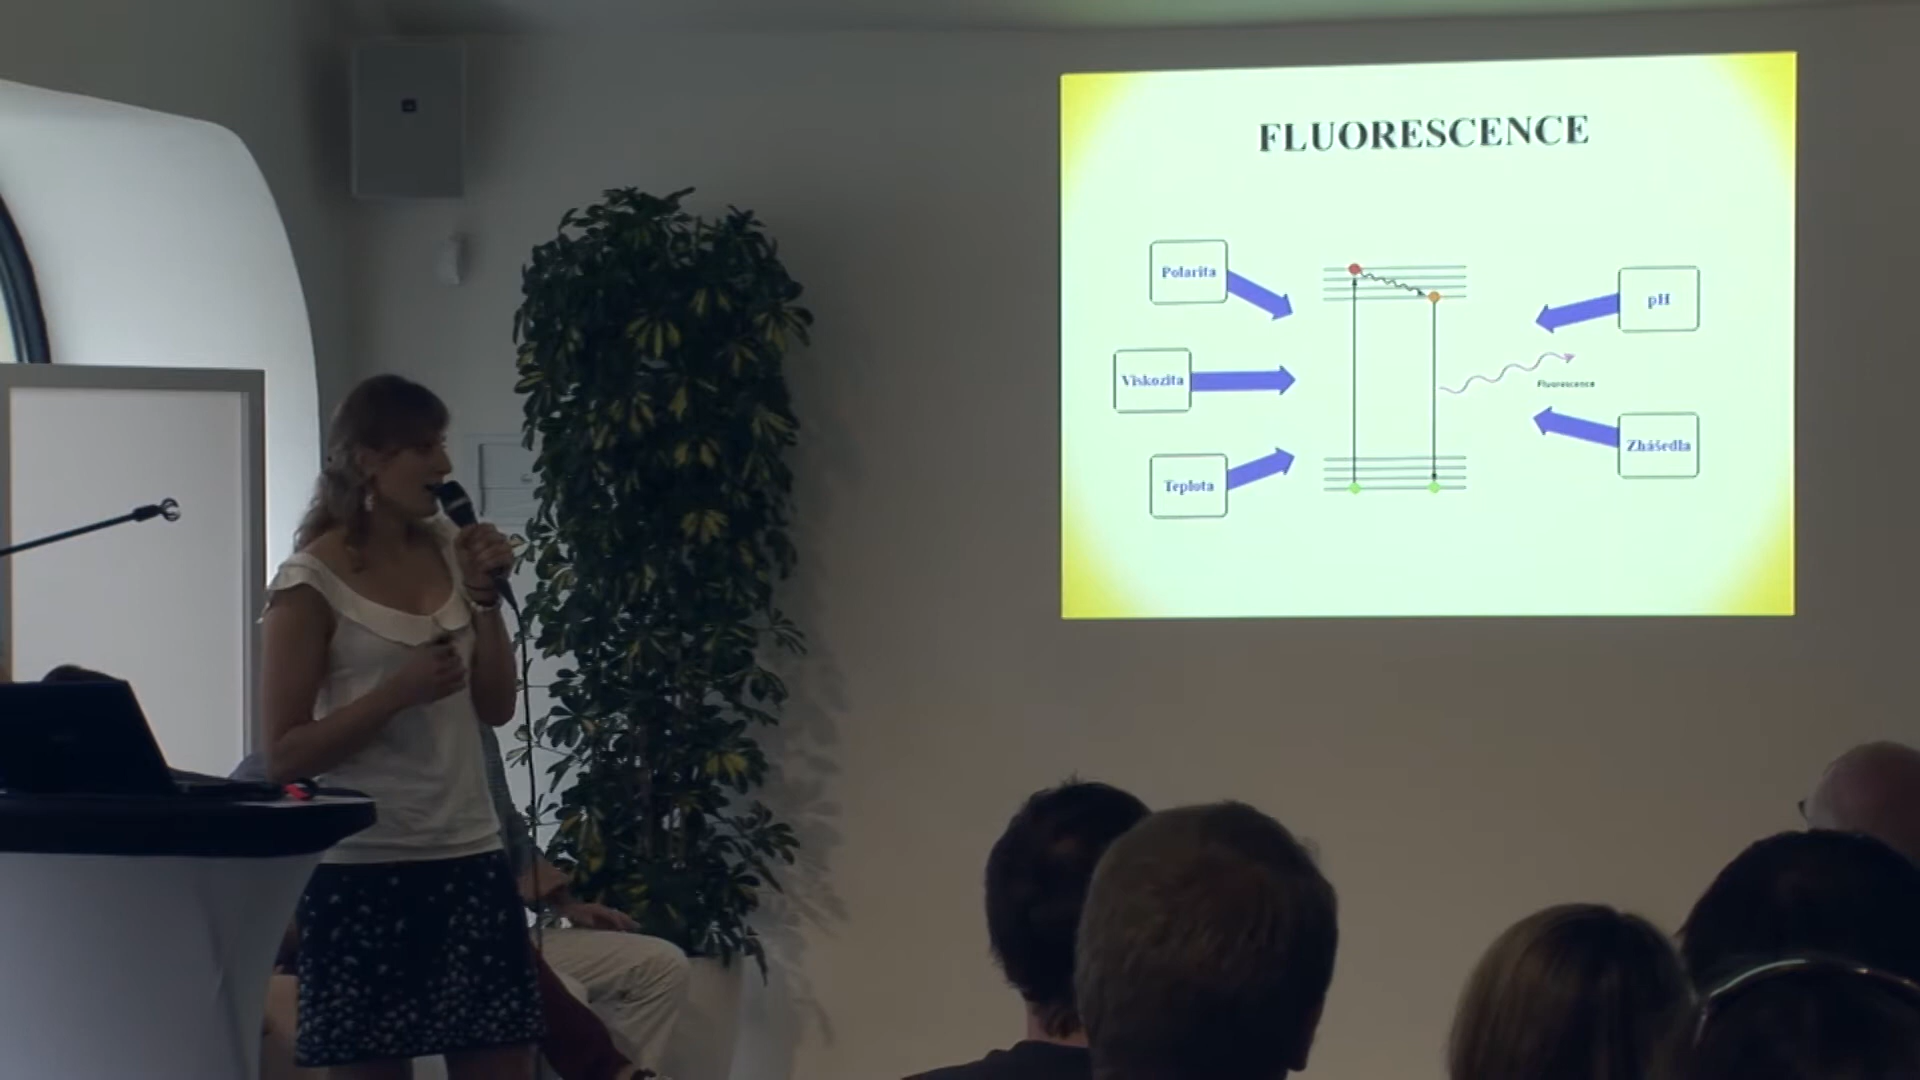 FLUORESCENCE
Polarita
pH
Viskozita
Fluorescence
Teplota
Zhášedla